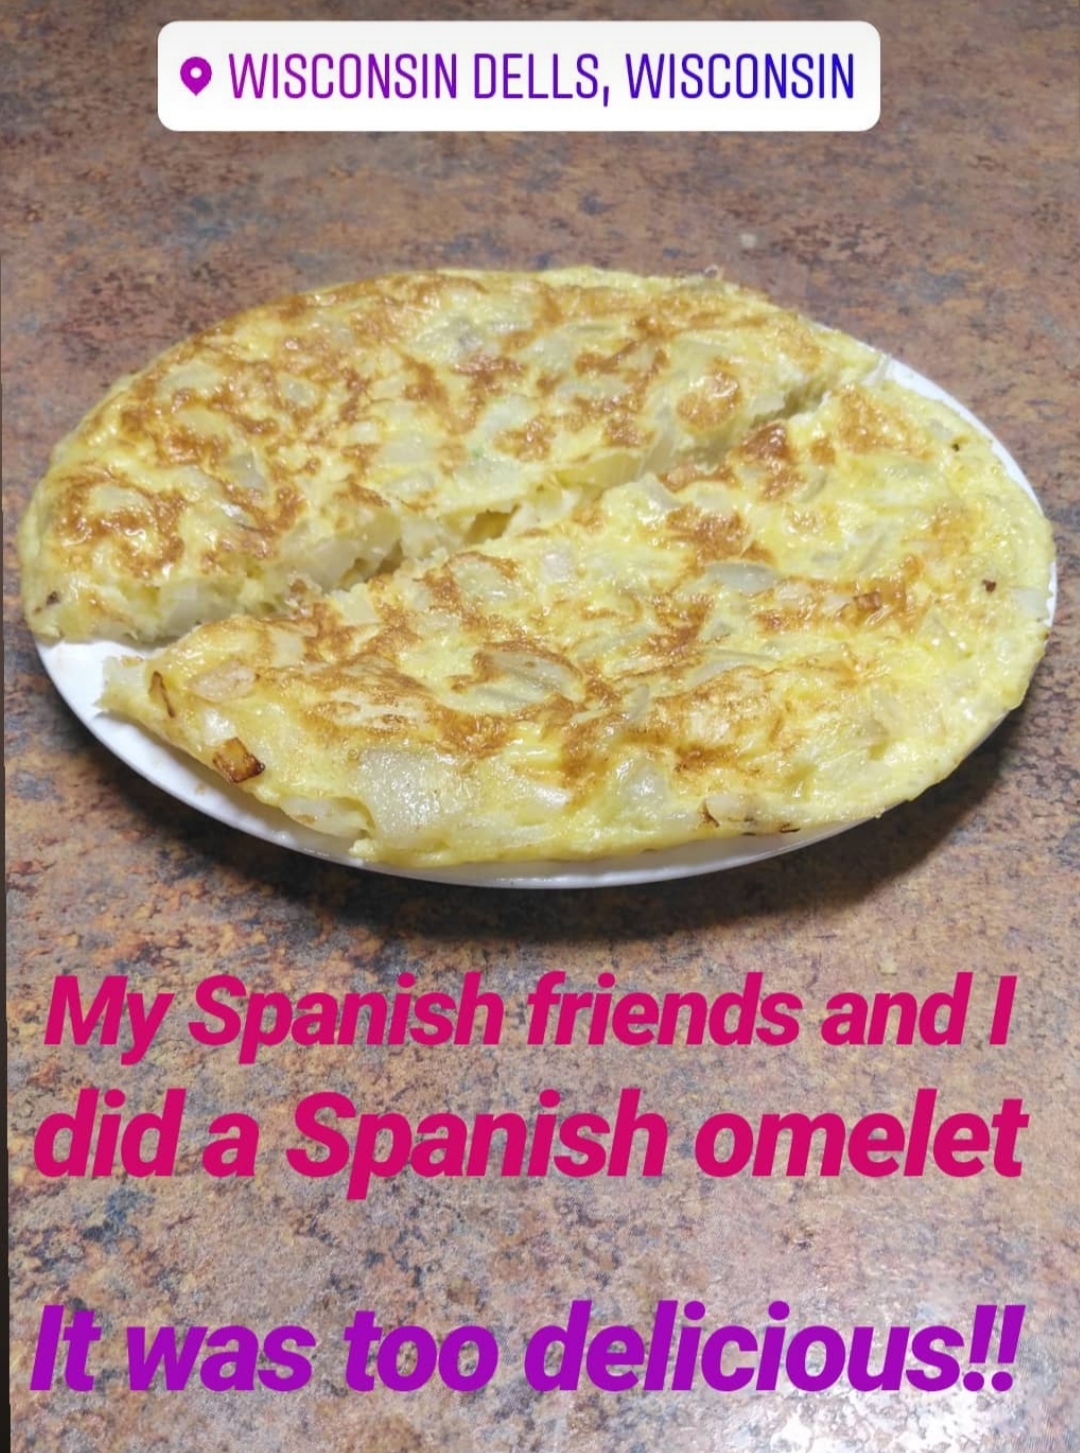 WISCONSIN DELLS, WISCONSIN
My Spanish friends and I
did a Spanish omelet
It was too delicious!!